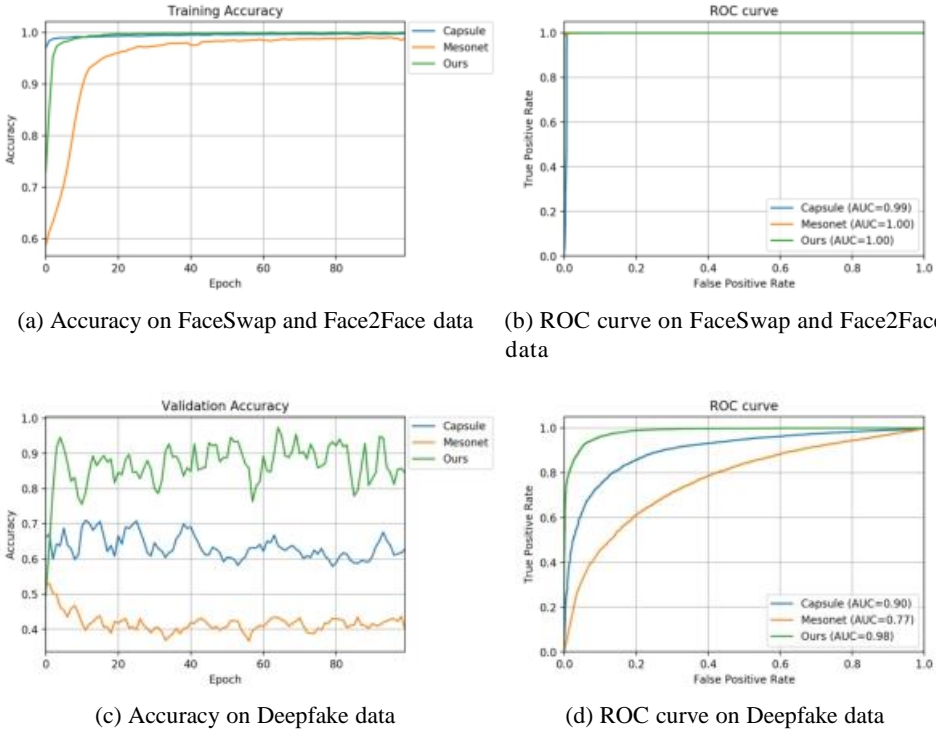 Training Accuracy
1.0
0.9
0.8
0.7
0.6
Accuracy
0
20
40
60
80
Epoch
Capsule
Mesonet
Ours
ROC curve
1.0
0.8
0.6
0.4
0.2
0.0
True Positive Rate
0.0
0.2
0.4
0.6
0.8
1.0
False Positive Rate
Capsule (AUC=0.99)
Mesonet (AUC=1.00)
Ours (AUC=1.00)
(a) Accuracy on FaceSwap and Face2Face data
(b) ROC curve on FaceSwap and Face2Face
data
Validation Accuracy
1.0
0.9
0.8
0.7
0.6
0.5
0.4
Accuracy
0
20
40
60
80
Epoch
Capsule
Mesonet
Ours
ROC curve
1.0
0.8
0.6
0.4
0.2
0.0
True Positive Rate
0.0
0.2
0.4
0.6
0.8
1.0
False Positive Rate
Capsule (AUC=0.90)
Mesonet (AUC=0.77)
Ours (AUC=0.98)
(c) Accuracy on Deepfake data
(d) ROC curve on Deepfake data